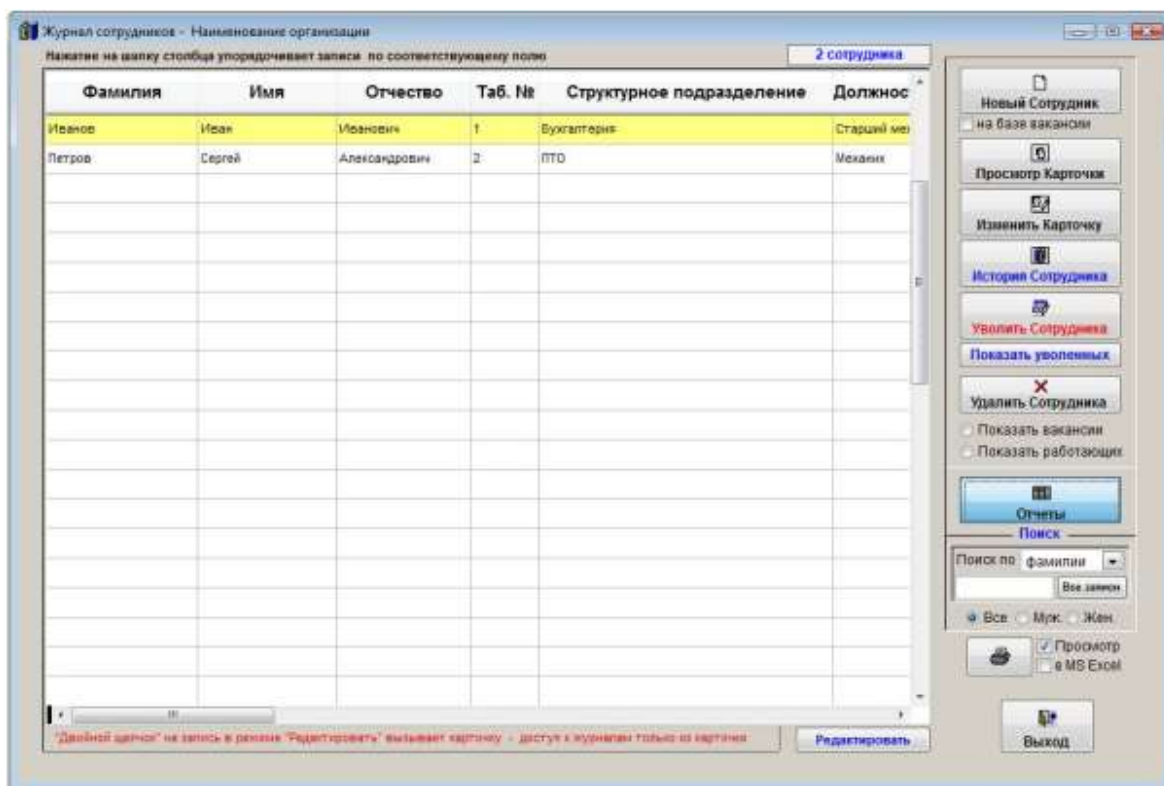 Журнал сотрудников - Наименование организации
Нажатие на шапку столбца упорядочивает записи по соответствующему полю
2 сотрудника
Фамилия Имя Отчество Таб. № Структурное подразделение Должнос
Иванов Иван Иванович 1 Бухгалтерия Старший мех
Петров Сергей Александрович 2 ПТО Механик
"Двойной щелчок" на запись в режиме "Редактировать" вызывает карточку - доступ к журналам только из карточки
Редактировать
Новый Сотрудник
на базе вакансии
Просмотр Карточки
Изменить Карточку
История Сотрудника
Уволить Сотрудника
Показать уволенных
Удалить Сотрудника
Показать вакансии
Показать работающих
Отчеты
Поиск
Поиск по фамилии
Все записи
Все Муж. Жен.
Просмотр
в MS Excel
Выход